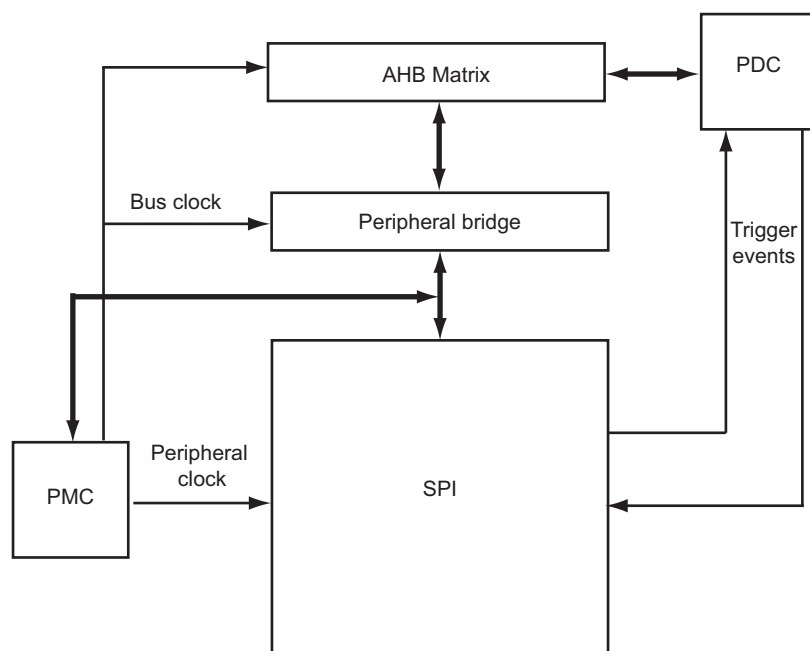 AHB Matrix
PDC
Bus clock
Peripheral bridge
Trigger
events
Peripheral
clock
PMC
SPI